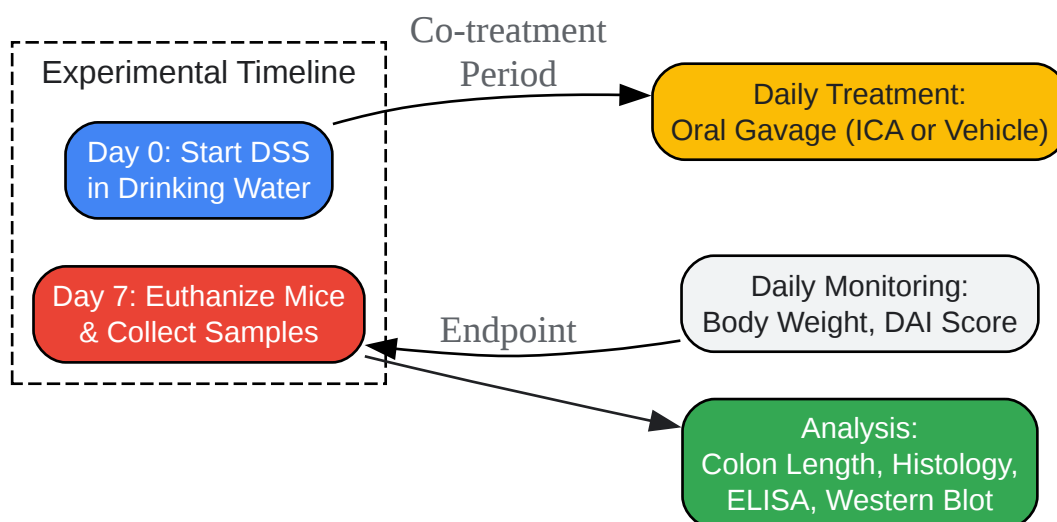 Co-treatment
Period
Experimental Timeline
Daily Treatment:
Oral Gavage (ICA or Vehicle)
Day 0: Start DSS
in Drinking Water
Day 7: Euthanize Mice
& Collect Samples
Endpoint
Daily Monitoring:
Body Weight, DAI Score
Analysis:
Colon Length, Histology,
ELISA, Western Blot